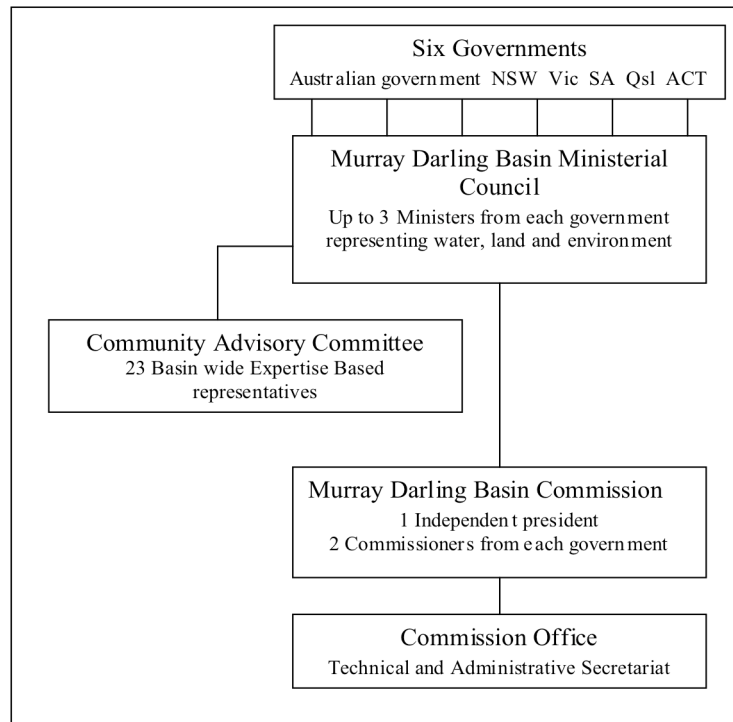 Six Governments
Australian government NSW Vic SA Qsl ACT
Murray Darling Basin Ministerial
Council
Up to 3 Ministers from each government
representing water, land and environment
Community Advisory Committee
23 Basin wide Expertise Based
representatives
Murray Darling Basin Commission
1 Independent president
2 Commissioners from each government
Commission Office
Technical and Administrative Secretariat